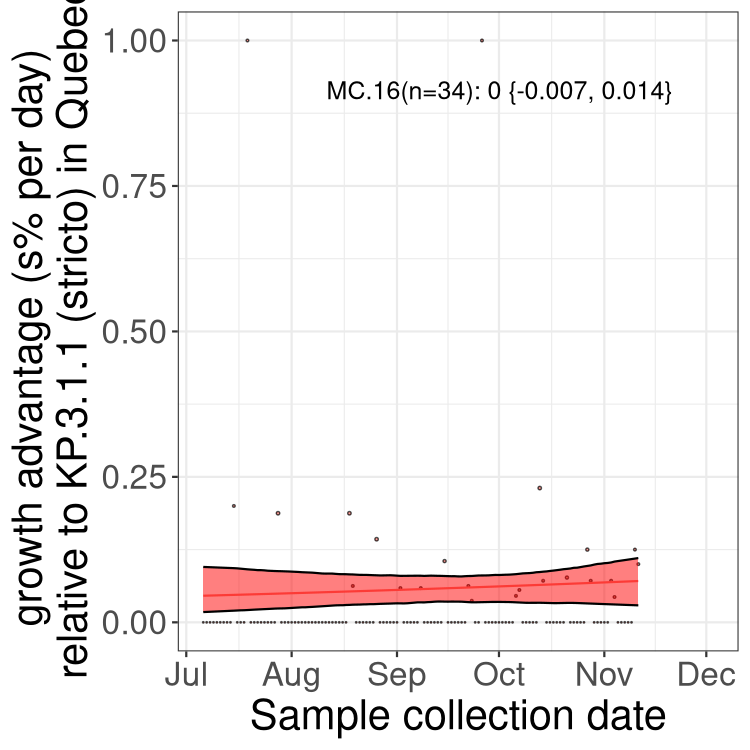 growth advantage (s% per day)
relative to KP.3.1.1 (stricto) in Quebec
1.00
0.75
0.50
0.25
0.00
MC.16(n=34): 0 {-0.007, 0.014}
Jul Aug Sep Oct Nov Dec
Sample collection date